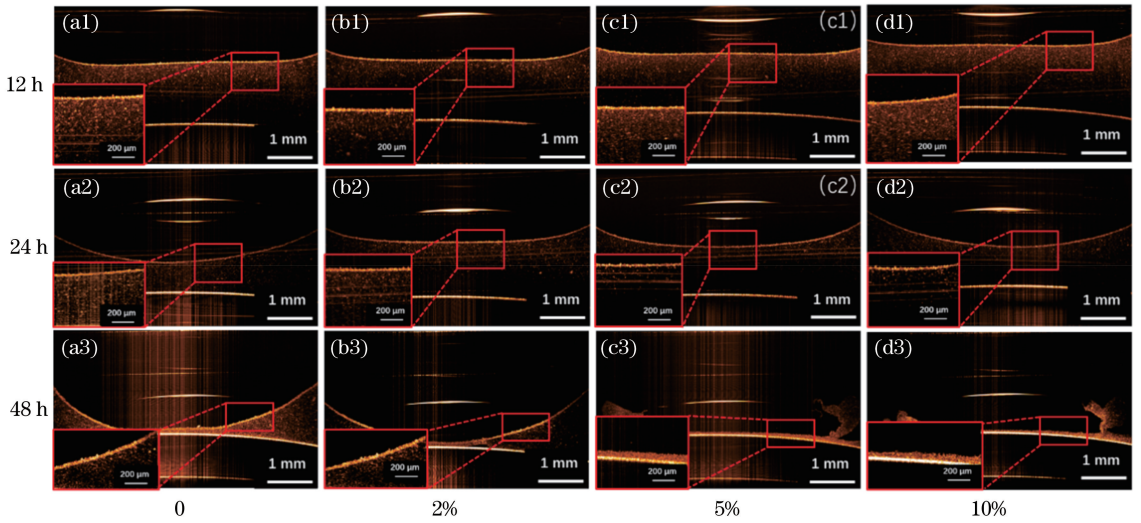 (a1) (b1) (c1) (c1) (d1)
12 h
200 μm 1 mm 200 μm 1 mm 200 μm 1 mm 200 μm 1 mm
(a2) (b2) (c2) (c2) (d2)
24 h
200 μm 1 mm 200 μm 1 mm 200 μm 1 mm 200 μm 1 mm
(a3) (b3) (c3) (d3)
48 h
200 μm 1 mm 200 μm 1 mm 200 μm 1 mm 200 μm 1 mm
0 2% 5% 10%